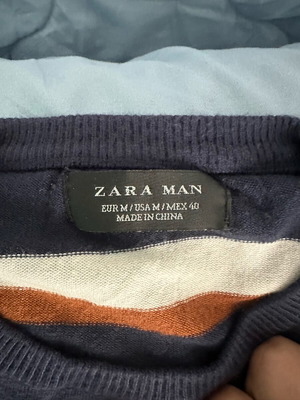 ZARA MAN
EUR M / USA M / MEX 40
MADE IN CHINA